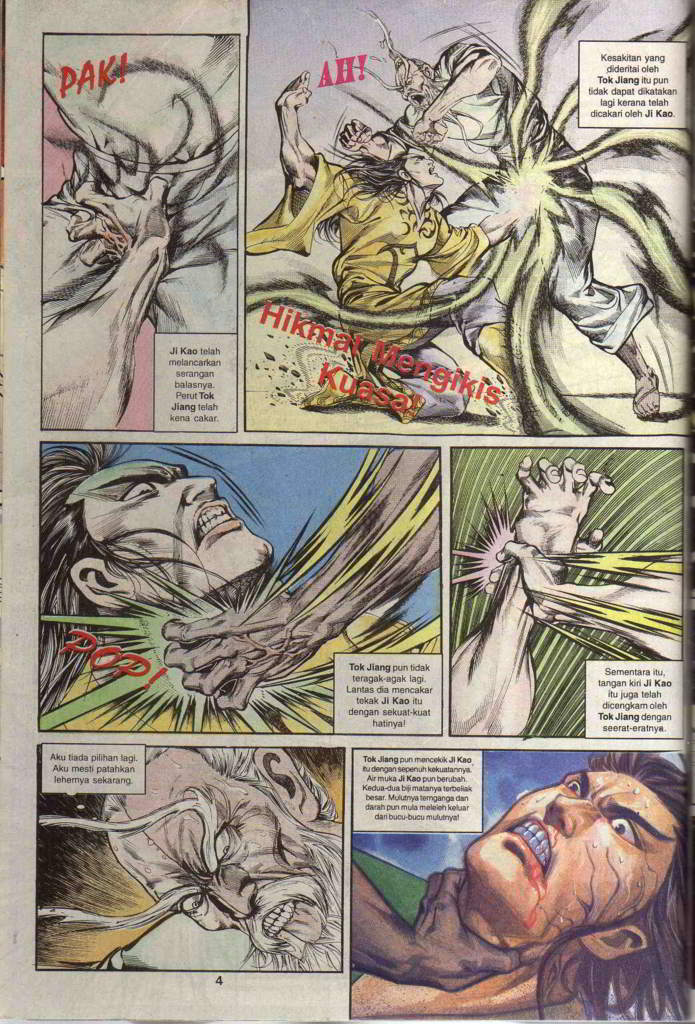 PAK!
Ji Kao telah
melancarkan
serangan
balasnya.
Perut Tok
Jiang telah
kena cakar.
AH!
Kesakitan yang
dideritai oleh
Tok Jiang itu pun
tidak dapat dikatakan
lagi kerana telah
dicakari oleh Ji Kao.
Hikmat Mengikis
Kuasa!
POP!
Tok Jiang pun tidak
teragak-agak lagi.
Lantas dia mencakar
tekak Ji Kao itu
dengan sekuat-kuat
hatinya!
Sementara itu,
tangan kiri Ji Kao
itu juga telah
dicengkam oleh
Tok Jiang dengan
seerat-eratnya.
Aku tiada pilihan lagi.
Aku mesti patahkan
lehernya sekarang.
Tok Jiang pun mencekik Ji Kao
itu dengan sepenuh kekuatannya.
Air muka Ji Kao pun berubah.
Kedua-dua biji matanya terbeliak
besar. Mulutnya ternganga dan
darah pun mula meleleh keluar
dari bucu-bucu mulutnya!
4